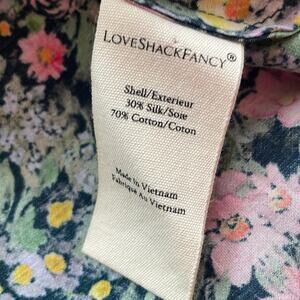 LOVESHACKFANCY®
Shell/Exterieur
30% Silk/Soie
70% Cotton/Coton
Made in Vietnam
Fabriqué Au Vietnam